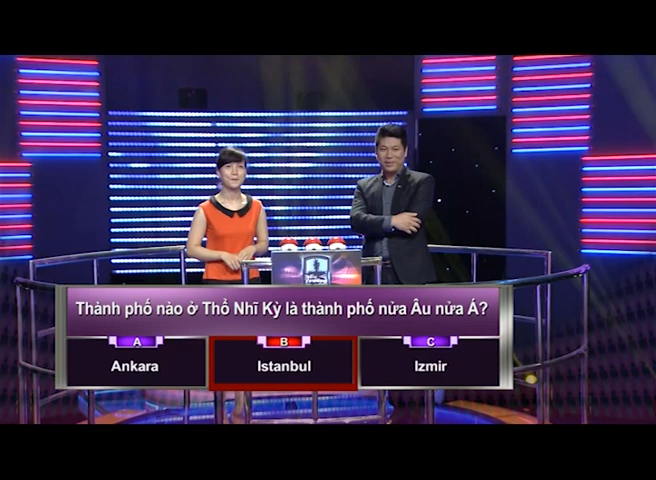 Thành phố nào ở Thổ Nhĩ Kỳ là thành phố nửa Âu nửa Á?
A
Ankara
B
Istanbul
C
Izmir